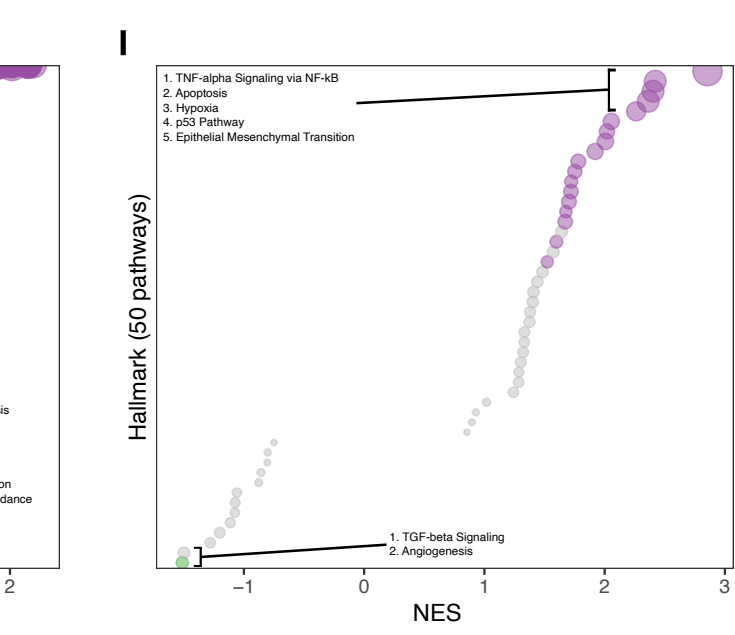 I
1. TNF-alpha Signaling via NF-kB
2. Apoptosis
3. Hypoxia
4. p53 Pathway
5. Epithelial Mesenchymal Transition
Hallmark (50 pathways)
1. TGF-beta Signaling
2. Angiogenesis
2
−1
0
1
2
3
NES